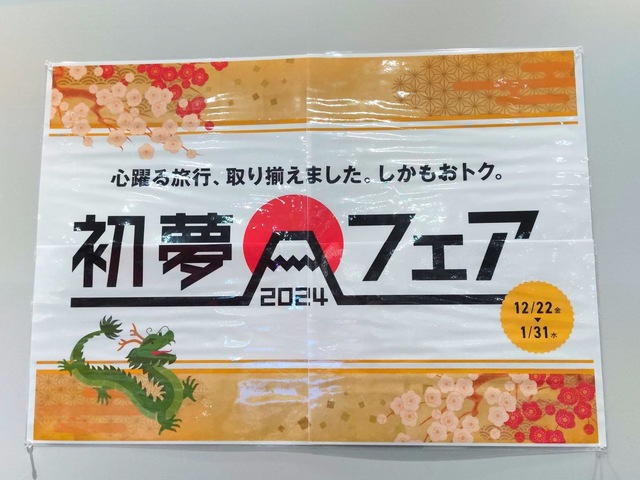 心躍る旅行、取り揃えました。しかもおトク。
初夢フェア
2024
12/22金
1/31水